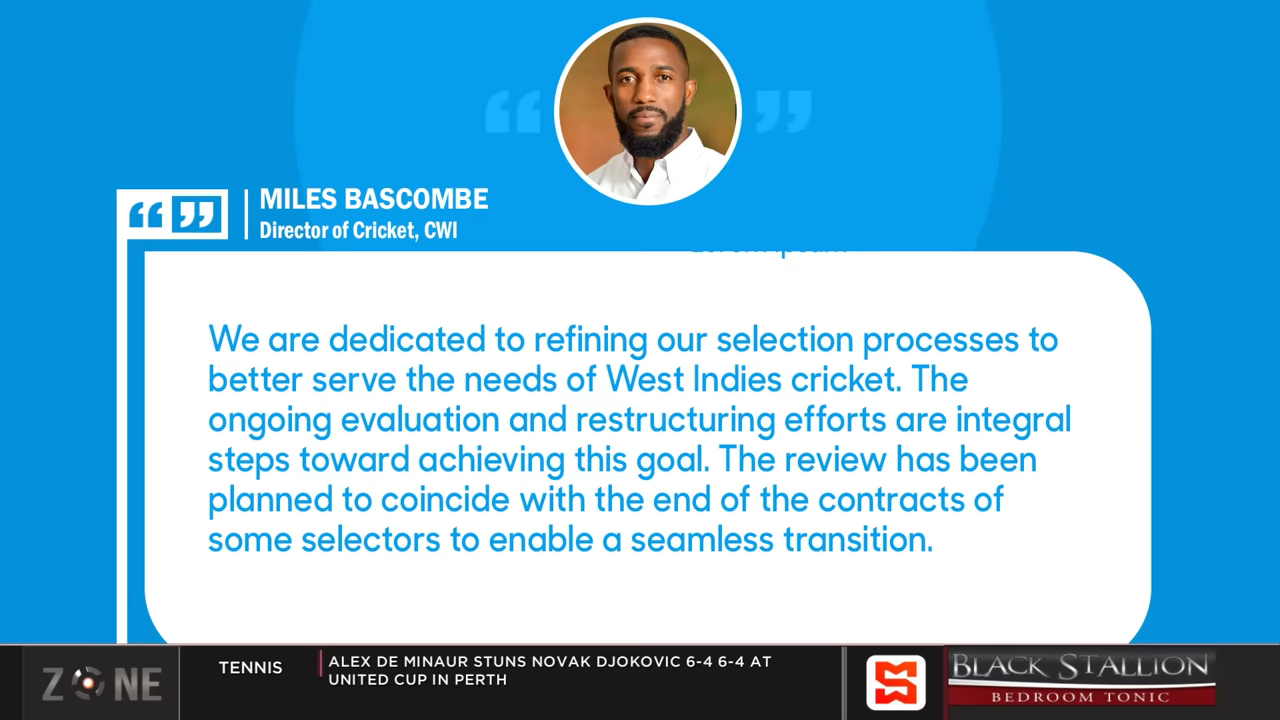 MILES BASCOMBE
Director of Cricket, CWI
We are dedicated to refining our selection processes to
better serve the needs of West Indies cricket. The
ongoing evaluation and restructuring efforts are integral
steps toward achieving this goal. The review has been
planned to coincide with the end of the contracts of
some selectors to enable a seamless transition.
ZONE
TENNIS
ALEX DE MINAUR STUNS NOVAK DJOKOVIC 6-4 6-4 AT
UNITED CUP IN PERTH
BLACK STALLION
BEDROOM TONIC